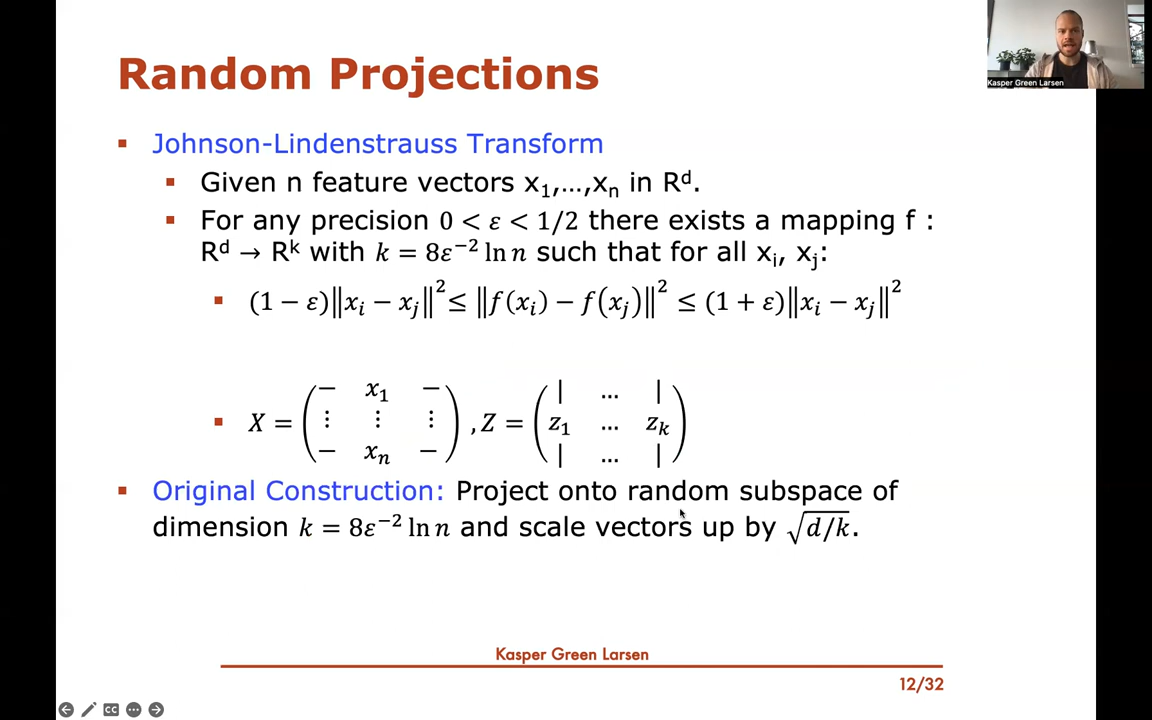 Random Projections
Kasper Green Larsen
▪ Johnson-Lindenstrauss Transform
▪ Given n feature vectors x₁,…,xₙ in Rᵈ.
▪ For any precision 0 < ε < 1/2 there exists a mapping f :
Rᵈ → Rᵏ with k = 8ε⁻² ln n such that for all xᵢ, xⱼ:
▪ (1 − ε)‖xᵢ − xⱼ‖² ≤ ‖f(xᵢ) − f(xⱼ)‖² ≤ (1 + ε)‖xᵢ − xⱼ‖²
− x₁ − | … |
▪ X = ( ⋮ ⋮ ⋮ ) , Z = ( z₁ … zₖ )
− xₙ − | … |
▪ Original Construction: Project onto random subspace of
dimension k = 8ε⁻² ln n and scale vectors up by √(d/k).
Kasper Green Larsen
12/32
CC